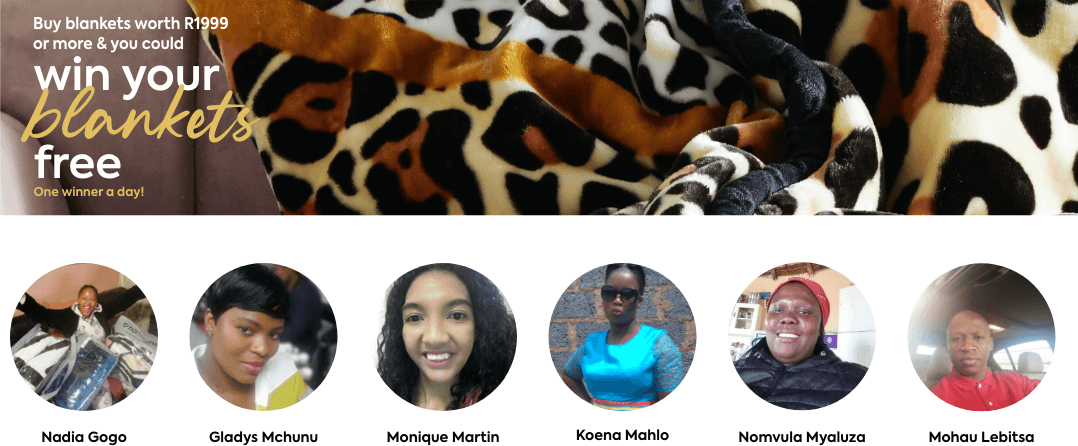 Buy blankets worth R1999
or more & you could
win your
blankets
free
One winner a day!
Nadia Gogo
Gladys Mchunu
Monique Martin
Koena Mahlo
Nomvula Myaluza
Mohau Lebitsa